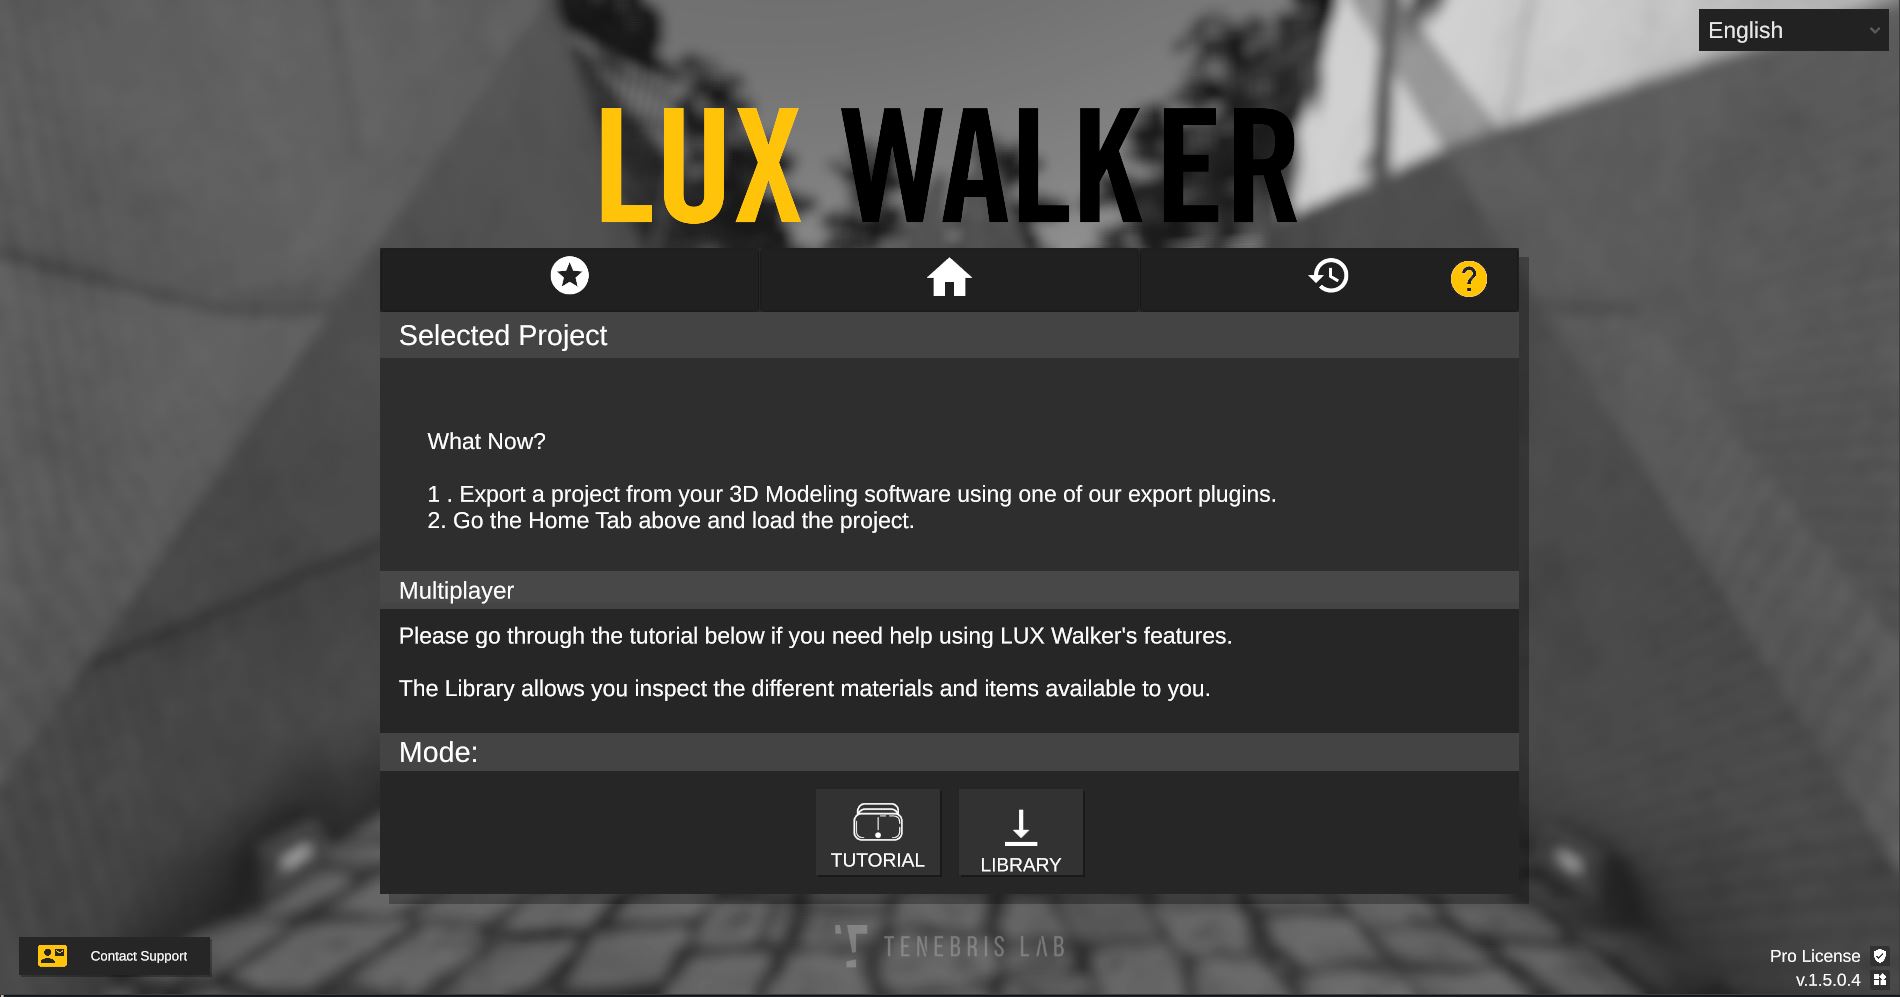 English
LUX WALKER
?
Selected Project
What Now?
1 . Export a project from your 3D Modeling software using one of our export plugins.
2. Go the Home Tab above and load the project.
Multiplayer
Please go through the tutorial below if you need help using LUX Walker's features.
The Library allows you inspect the different materials and items available to you.
Mode:
TUTORIAL
LIBRARY
TENEBRIS LAB
Contact Support
Pro License
v.1.5.0.4